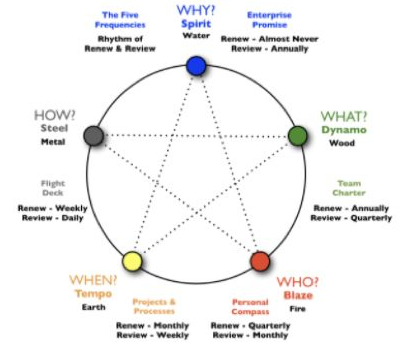 WHY?
Spirit
Water
The Five
Frequencies
Rhythm of
Renew & Review
Enterprise
Promise
Renew - Almost Never
Review - Annually
HOW?
Steel
Metal
WHAT?
Dynamo
Wood
Flight
Deck
Renew - Weekly
Review - Daily
Team
Charter
Renew - Annually
Review - Quarterly
WHEN?
Tempo
Earth
Projects &
Processes
Renew - Monthly
Review - Weekly
Personal
Compass
Renew - Quarterly
Review - Monthly
WHO?
Blaze
Fire